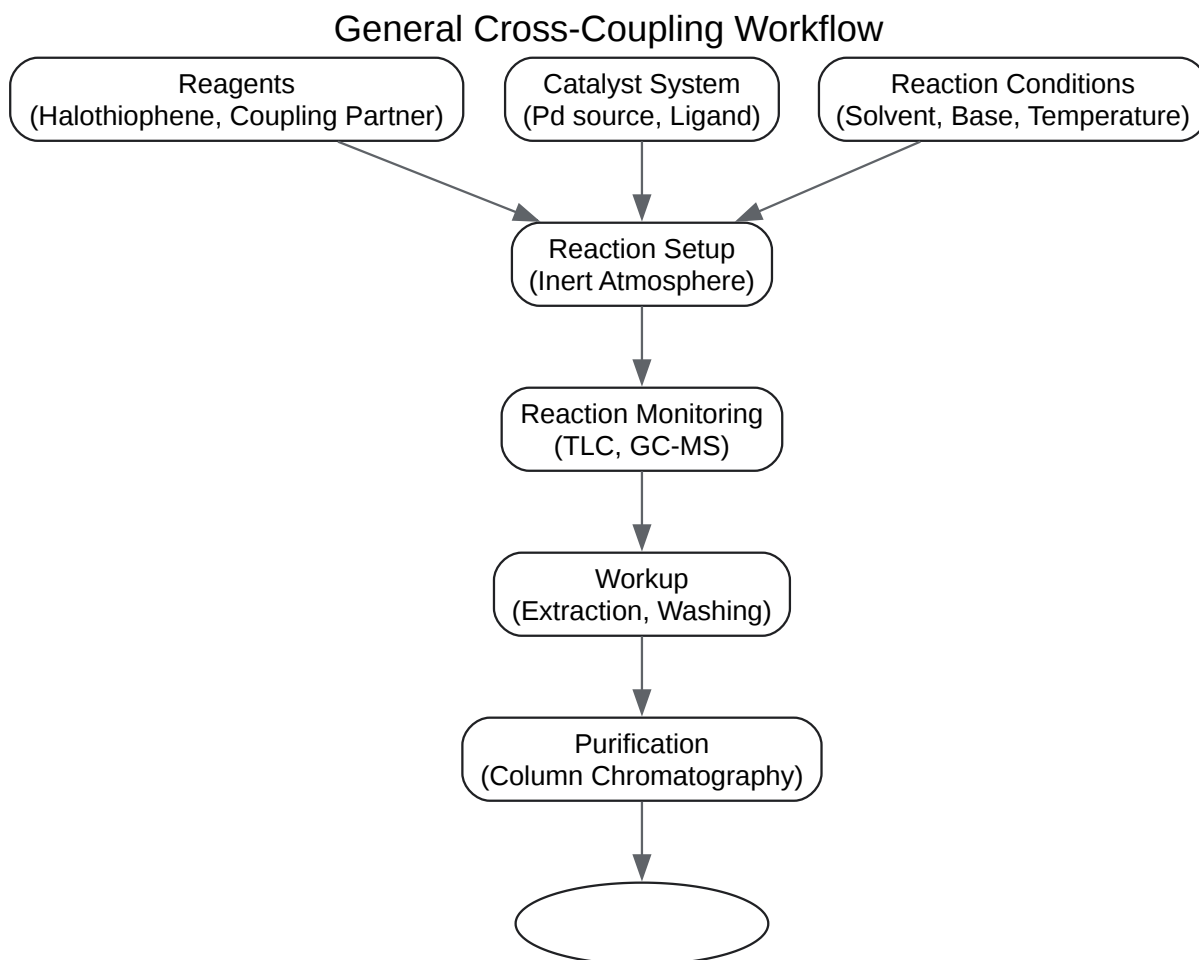 General Cross-Coupling Workflow
Reagents
(Halothiophene, Coupling Partner)
Catalyst System
(Pd source, Ligand)
Reaction Conditions
(Solvent, Base, Temperature)
Reaction Setup
(Inert Atmosphere)
Reaction Monitoring
(TLC, GC-MS)
Workup
(Extraction, Washing)
Purification
(Column Chromatography)